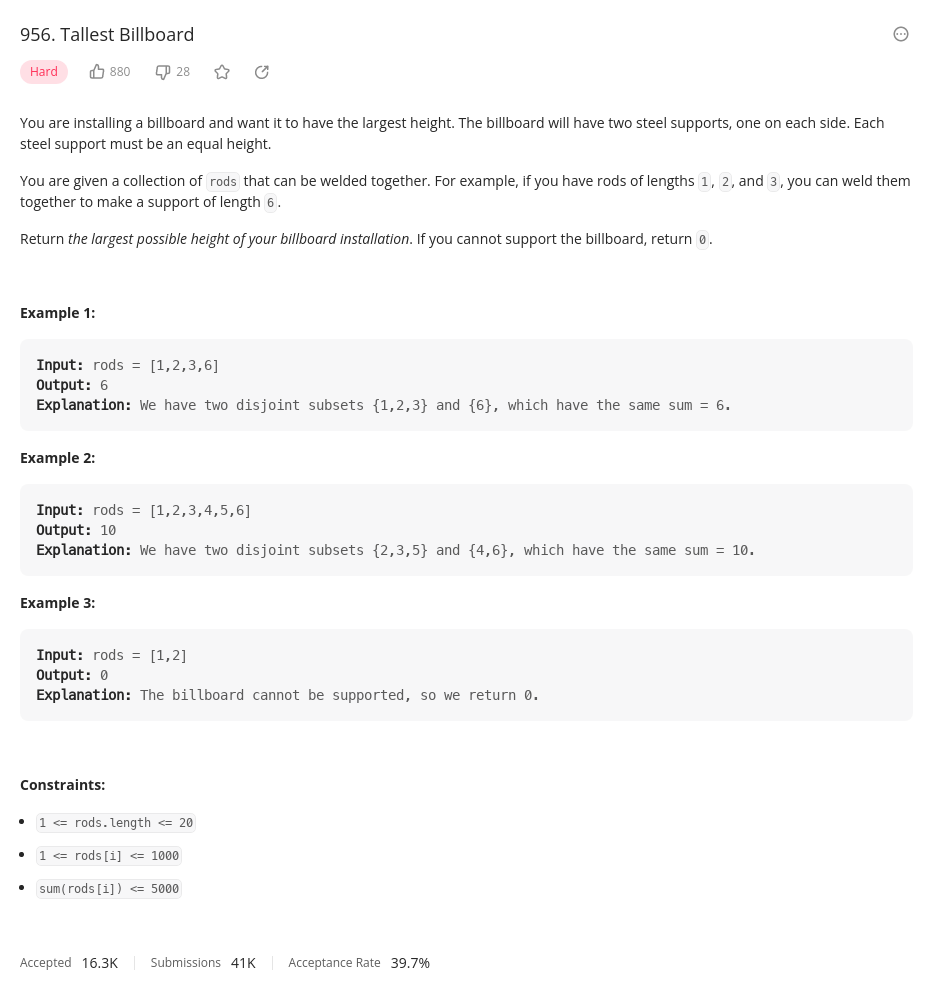 956. Tallest Billboard
Hard 880 28
You are installing a billboard and want it to have the largest height. The billboard will have two steel supports, one on each side. Each
steel support must be an equal height.
You are given a collection of rods that can be welded together. For example, if you have rods of lengths 1, 2, and 3, you can weld them
together to make a support of length 6.
Return the largest possible height of your billboard installation. If you cannot support the billboard, return 0.
Example 1:
Input: rods = [1,2,3,6]
Output: 6
Explanation: We have two disjoint subsets {1,2,3} and {6}, which have the same sum = 6.
Example 2:
Input: rods = [1,2,3,4,5,6]
Output: 10
Explanation: We have two disjoint subsets {2,3,5} and {4,6}, which have the same sum = 10.
Example 3:
Input: rods = [1,2]
Output: 0
Explanation: The billboard cannot be supported, so we return 0.
Constraints:
• 1 <= rods.length <= 20
• 1 <= rods[i] <= 1000
• sum(rods[i]) <= 5000
Accepted 16.3K Submissions 41K Acceptance Rate 39.7%